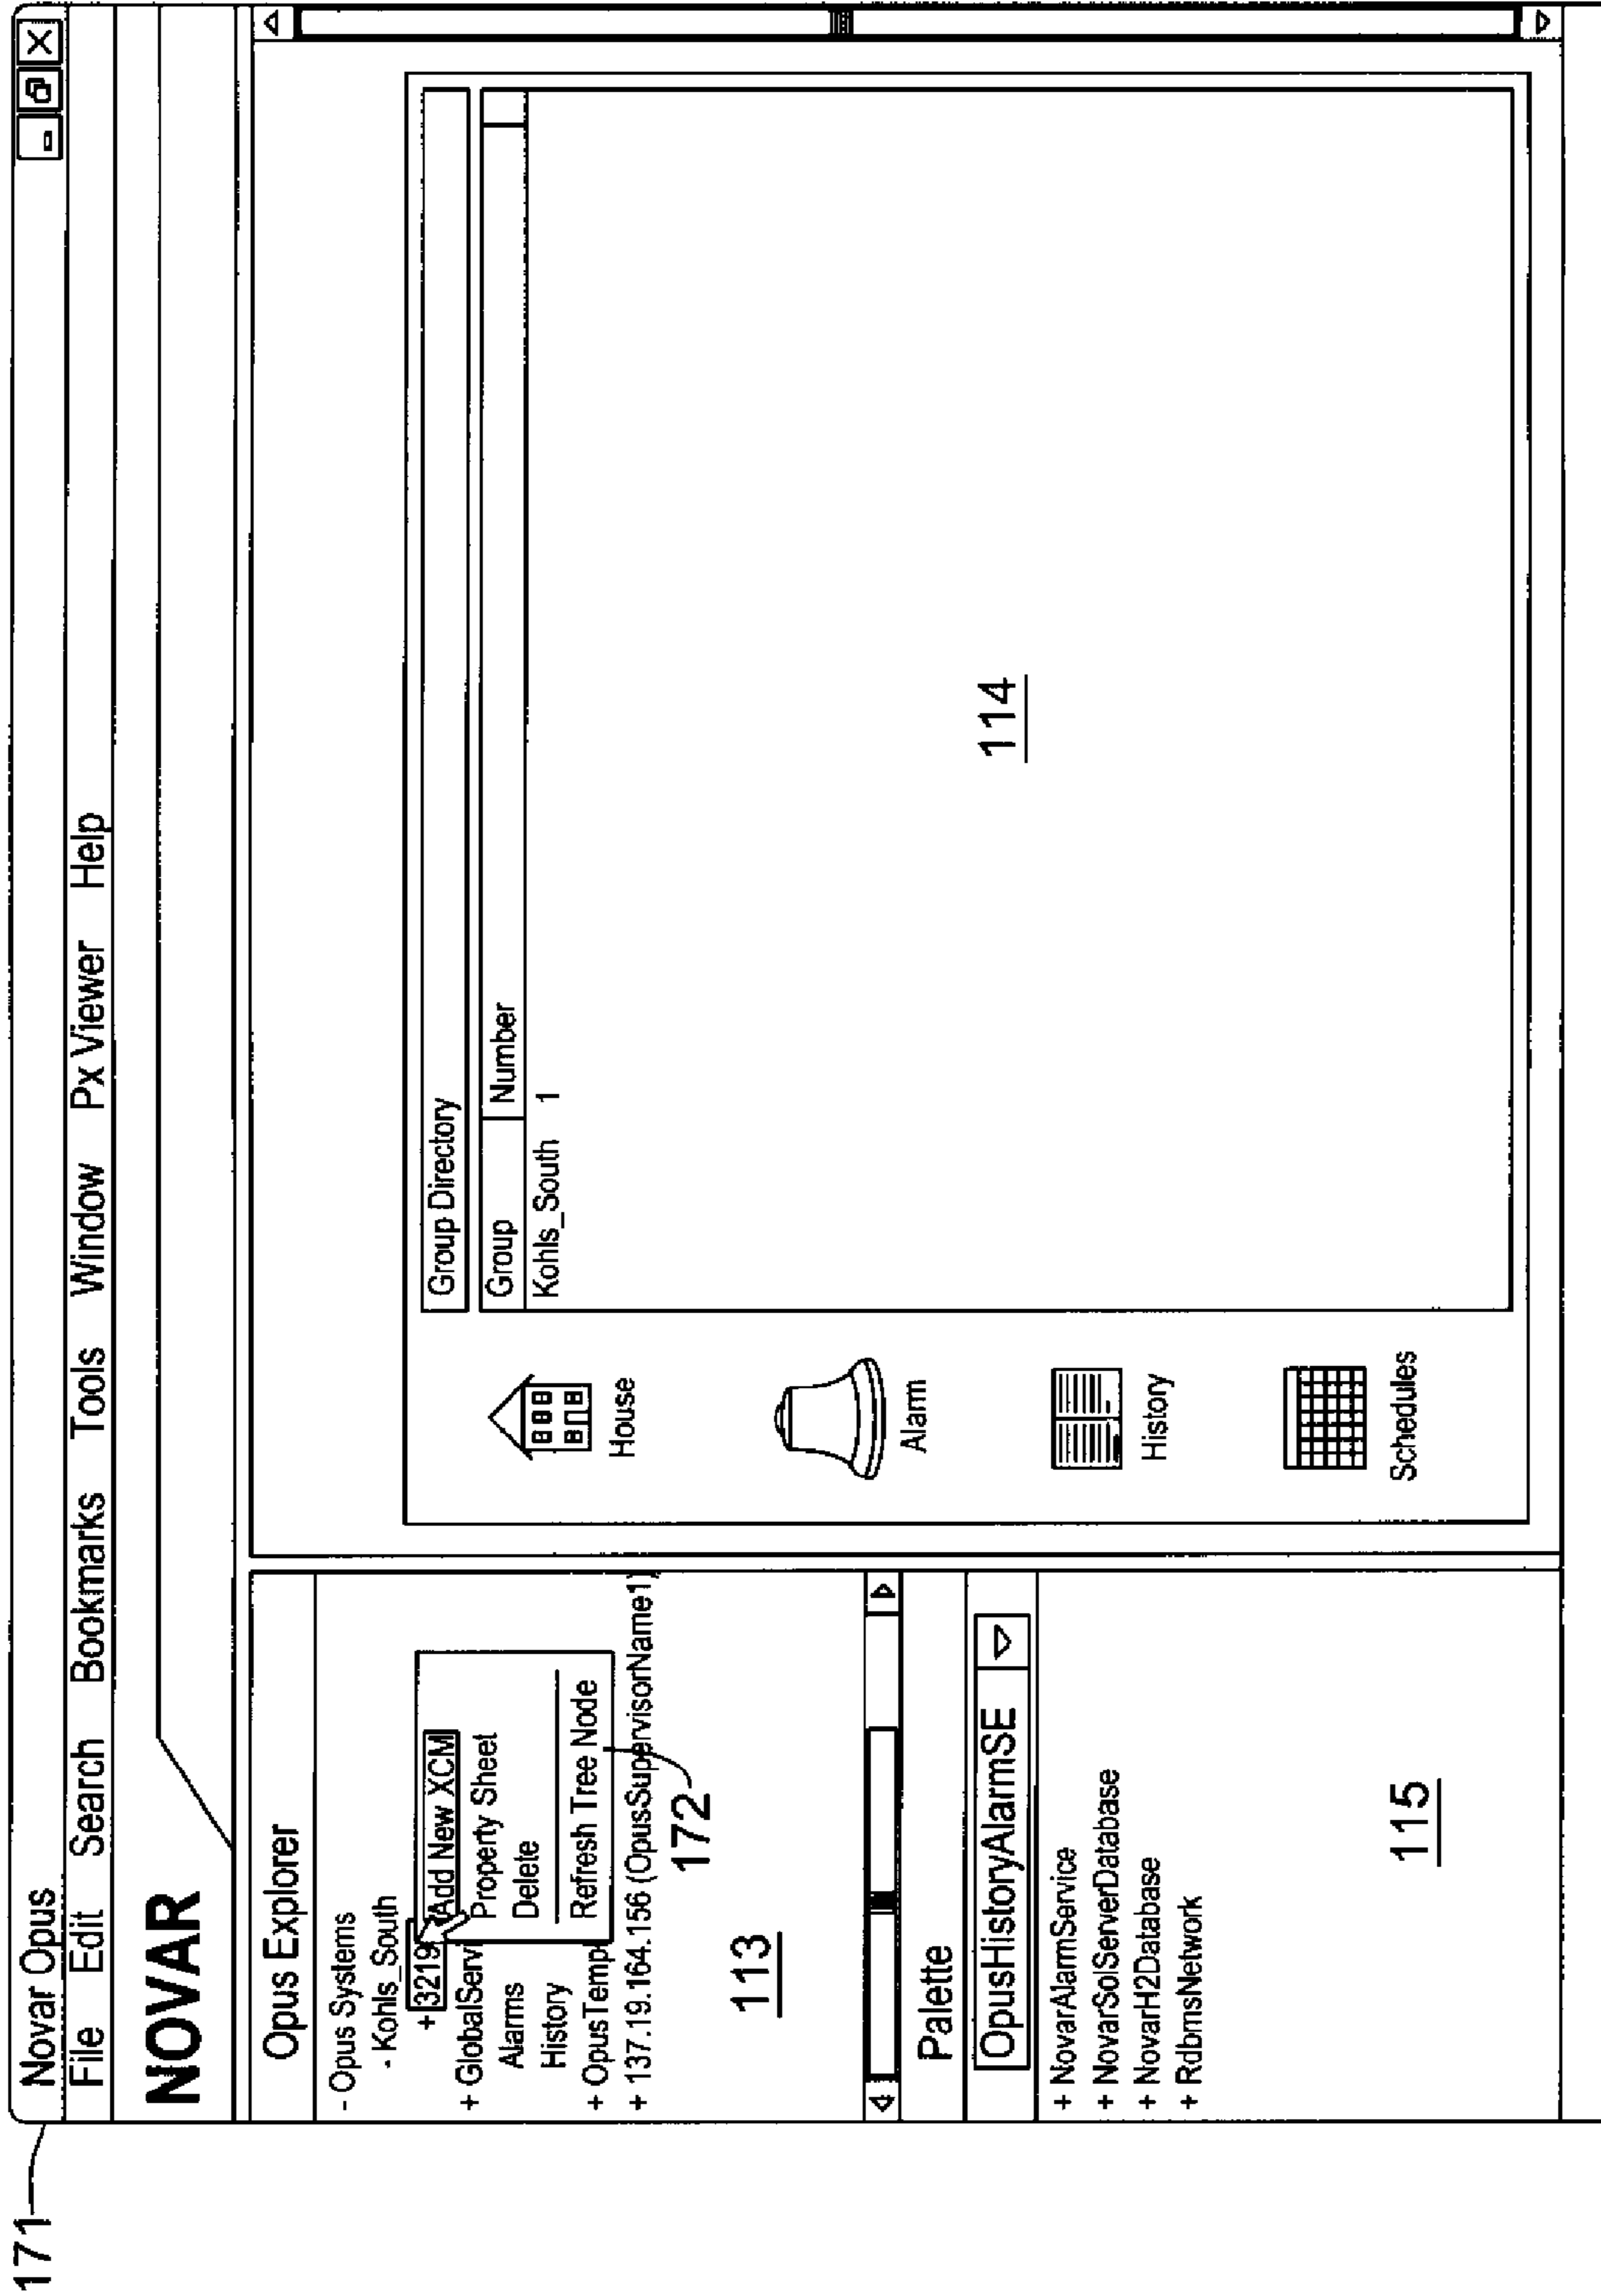 171
Novar Opus
File Edit Search Bookmarks Tools Window Px Viewer Help
NOVAR
Opus Explorer
- Opus Systems
- Kohls_South
+ 3219
Add New XCM
Property Sheet
Delete
Refresh Tree Node
+ GlobalServi
Alarms
History
+ OpusTemp
+ 137.19.164.156 (OpusSupervisorName1)
172
113
Palette
OpusHistoryAlarmSE
+ NovarAlarmService
+ NovarSolServerDatabase
+ NovarH2Database
+ RdbmsNetwork
115
House
Alarm
History
Schedules
Group Directory
Group Number
Kohls_South 1
114